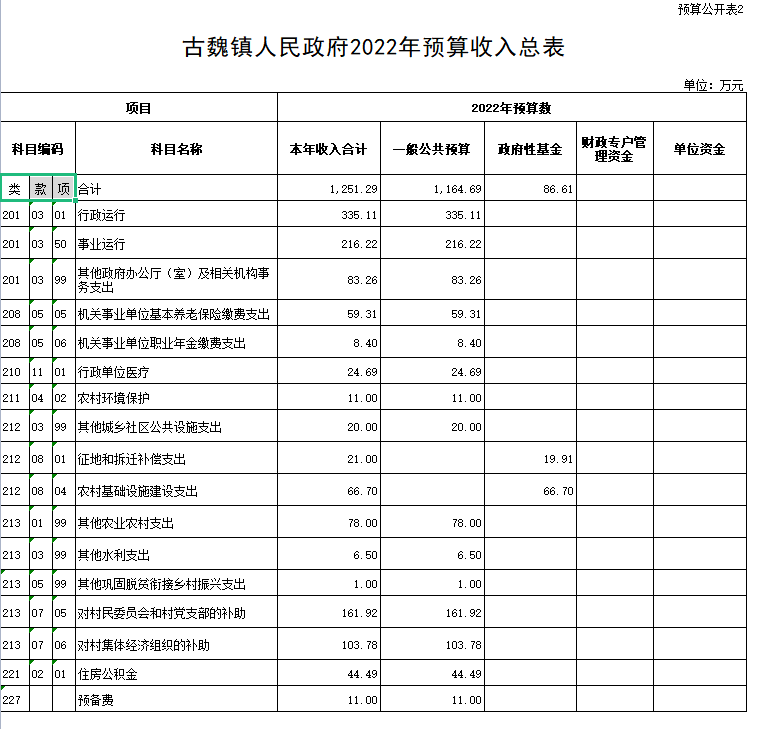 预算公开表2
古魏镇人民政府2022年预算收入总表
单位：万元
项目 2022年预算数
科目编码 科目名称 本年收入合计 一般公共预算 政府性基金 财政专户管理资金 单位资金
类 款 项 合计 1,251.29 1,164.69 86.61
201 03 01 行政运行 335.11 335.11
201 03 50 事业运行 216.22 216.22
201 03 99 其他政府办公厅（室）及相关机构事务支出 83.26 83.26
208 05 05 机关事业单位基本养老保险缴费支出 59.31 59.31
208 05 06 机关事业单位职业年金缴费支出 8.40 8.40
210 11 01 行政单位医疗 24.69 24.69
211 04 02 农村环境保护 11.00 11.00
212 03 99 其他城乡社区公共设施支出 20.00 20.00
212 08 01 征地和拆迁补偿支出 21.00 19.91
212 08 04 农村基础设施建设支出 66.70 66.70
213 01 99 其他农业农村支出 78.00 78.00
213 03 99 其他水利支出 6.50 6.50
213 05 99 其他巩固脱贫衔接乡村振兴支出 1.00 1.00
213 07 05 对村民委员会和村党支部的补助 161.92 161.92
213 07 06 对村集体经济组织的补助 103.78 103.78
221 02 01 住房公积金 44.49 44.49
227 预备费 11.00 11.00